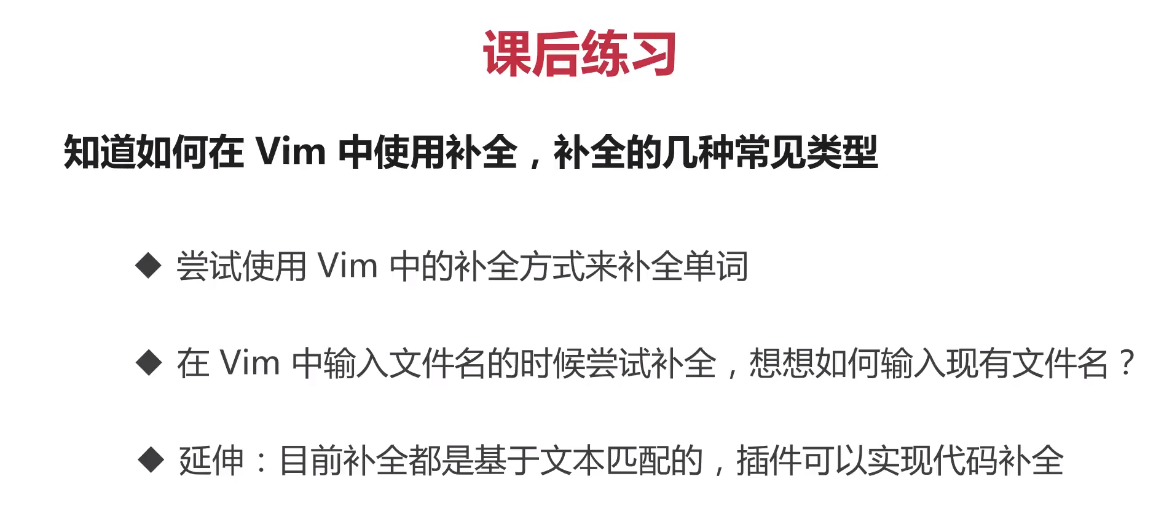 课后练习
知道如何在 Vim 中使用补全，补全的几种常见类型
◆ 尝试使用 Vim 中的补全方式来补全单词
◆ 在 Vim 中输入文件名的时候尝试补全，想想如何输入现有文件名？
◆ 延伸：目前补全都是基于文本匹配的，插件可以实现代码补全